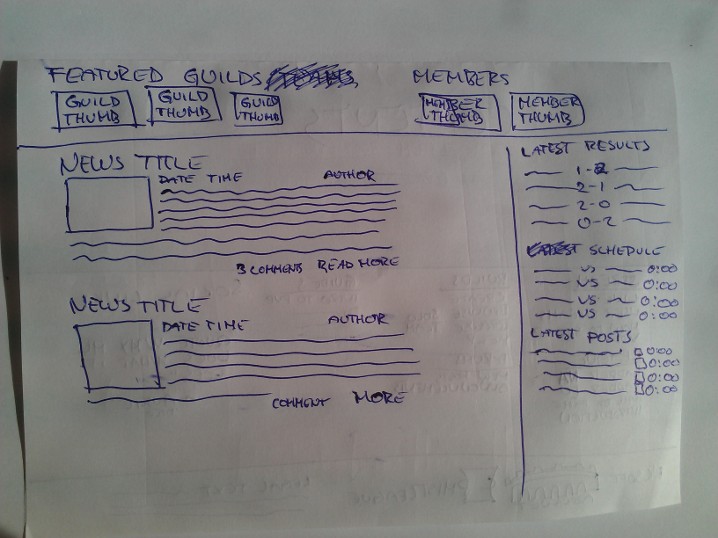 FEATURED GUILDS MEMBERS
GUILD THUMB
GUILD THUMB
GUILD THUMB
MEMBER THUMB
MEMBER THUMB
NEWS TITLE
DATE TIME AUTHOR
3 COMMENT READ MORE
NEWS TITLE
DATE TIME AUTHOR
COMMENT MORE
LATEST RESULTS
1-2
2-1
2-0
0-2
SCHEDULE
VS 0:00
VS 0:00
VS 0:00
VS 0:00
LATEST POSTS
0:00
0:00
0:00
0:00